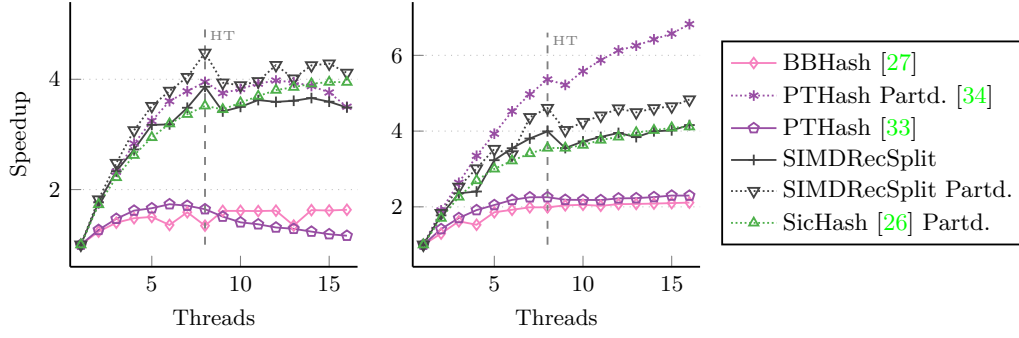 HT
4
2
Speedup
5
10
15
Threads
HT
6
4
2
5
10
15
Threads
BBHash [27]
PTHash Partd. [34]
PTHash [33]
SIMDRecSplit
SIMDRecSplit Partd.
SicHash [26] Partd.